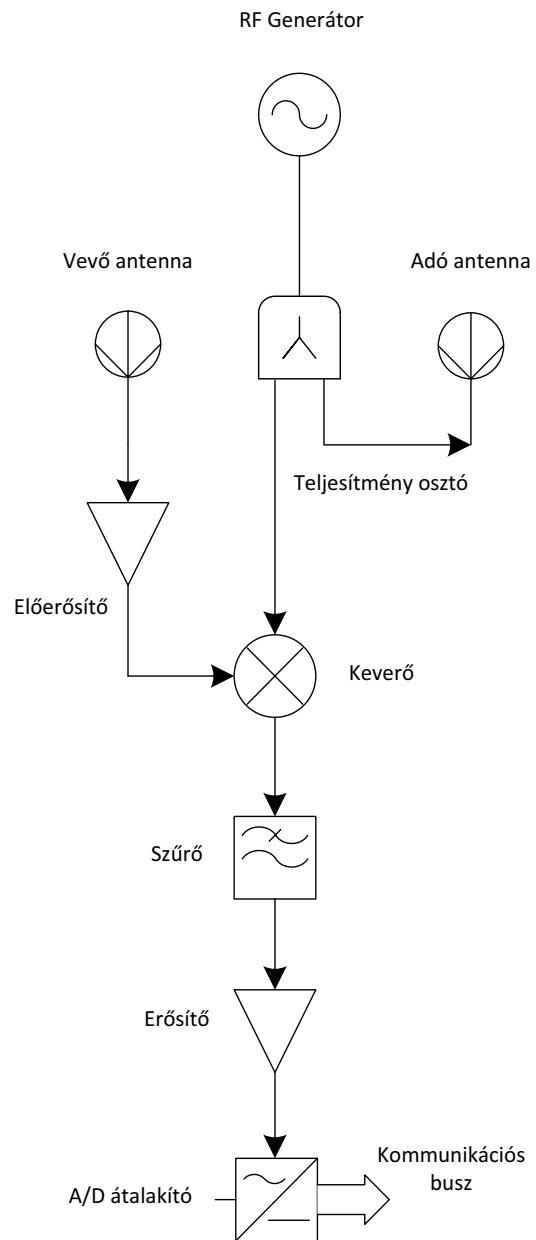 RF Generátor
Vevő antenna
Adó antenna
Teljesítmény osztó
Előerősítő
Keverő
Szűrő
Erősítő
Kommunikációs
busz
A/D átalakító